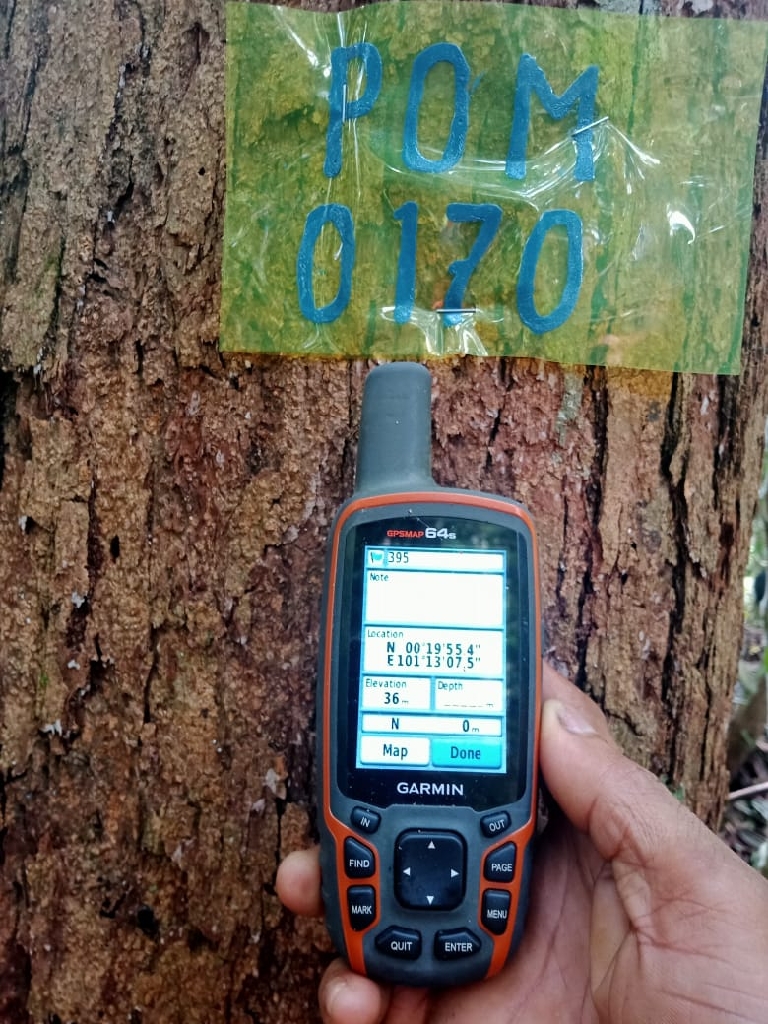 POM
0170
GPSMAP 64s
395
Note
Location
N 00°19'55.4"
E 101°13'07.5"
Elevation
36 m
Depth
_____ m
N 0 m
Map Done
GARMIN
IN OUT
FIND PAGE
MARK MENU
QUIT ENTER